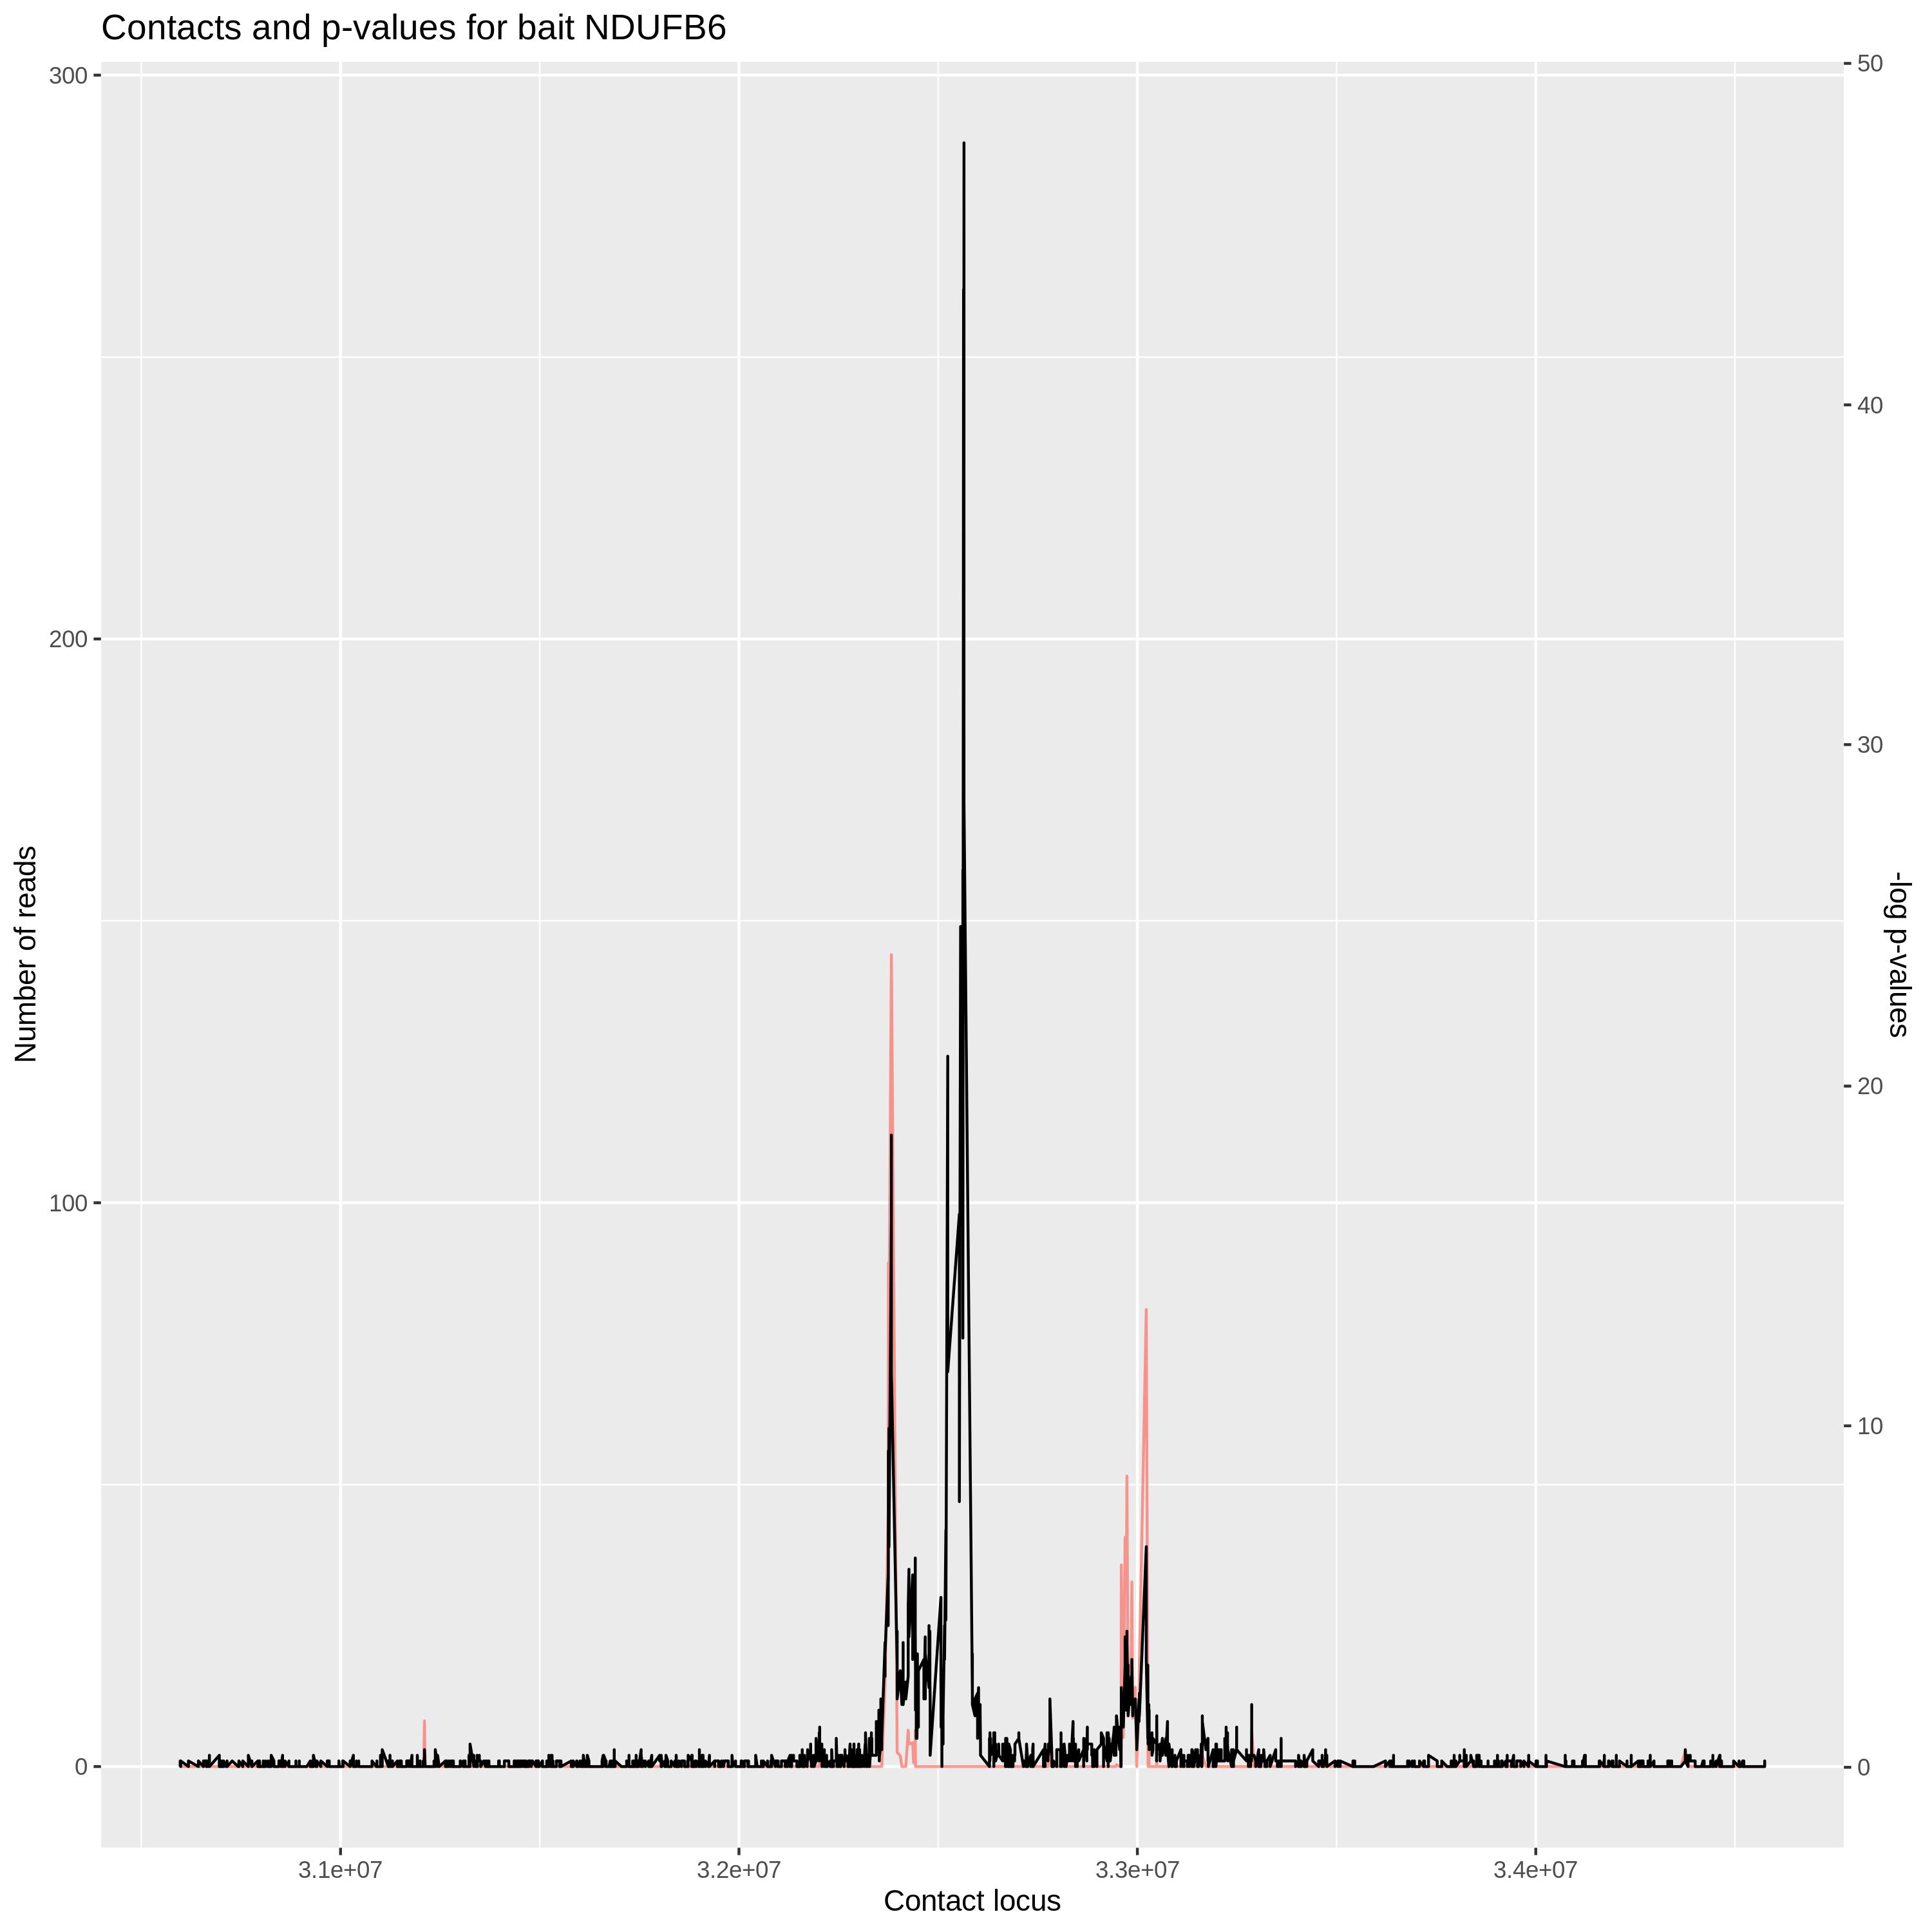 Contacts and p-values for bait NDUFB6
300
200
100
0
Number of reads
50
40
30
20
10
0
-log p-values
3.1e+07 3.2e+07 3.3e+07 3.4e+07
Contact locus